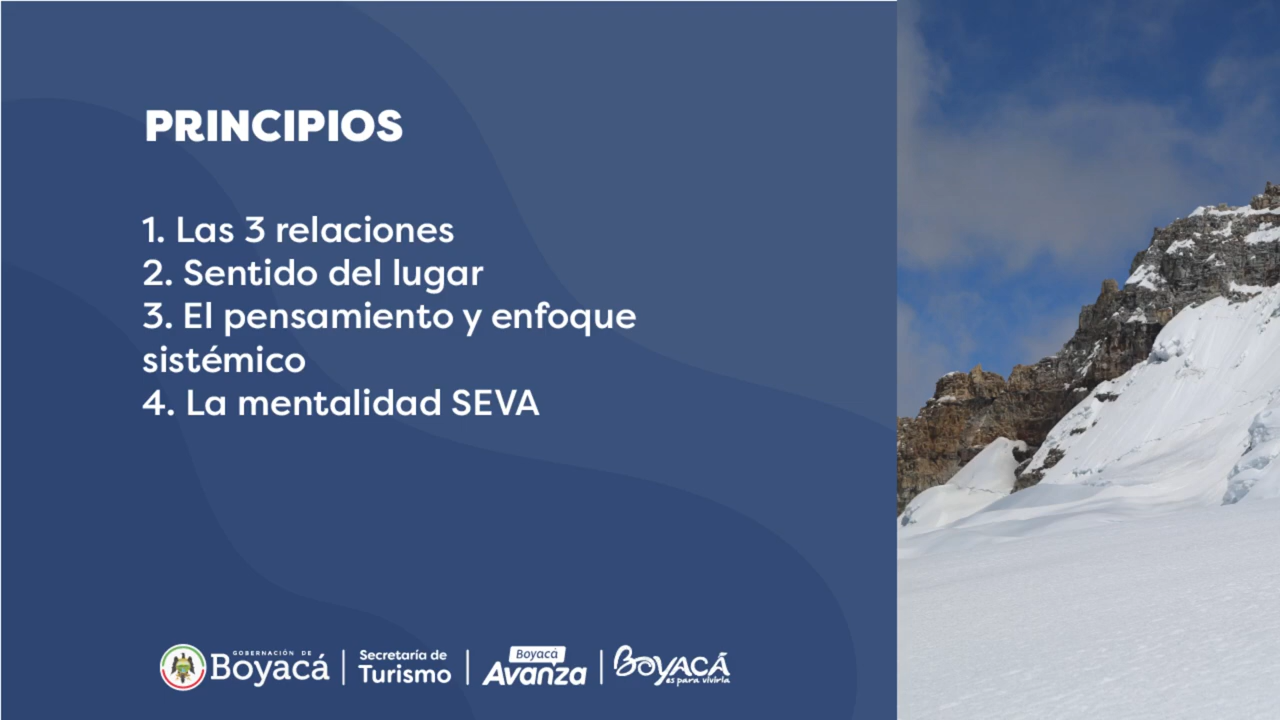 PRINCIPIOS
1. Las 3 relaciones
2. Sentido del lugar
3. El pensamiento y enfoque
sistémico
4. La mentalidad SEVA
GOBERNACIÓN DE
Boyacá
Secretaría de
Turismo
Boyacá
Avanza
BOYACÁ
es para vivirla